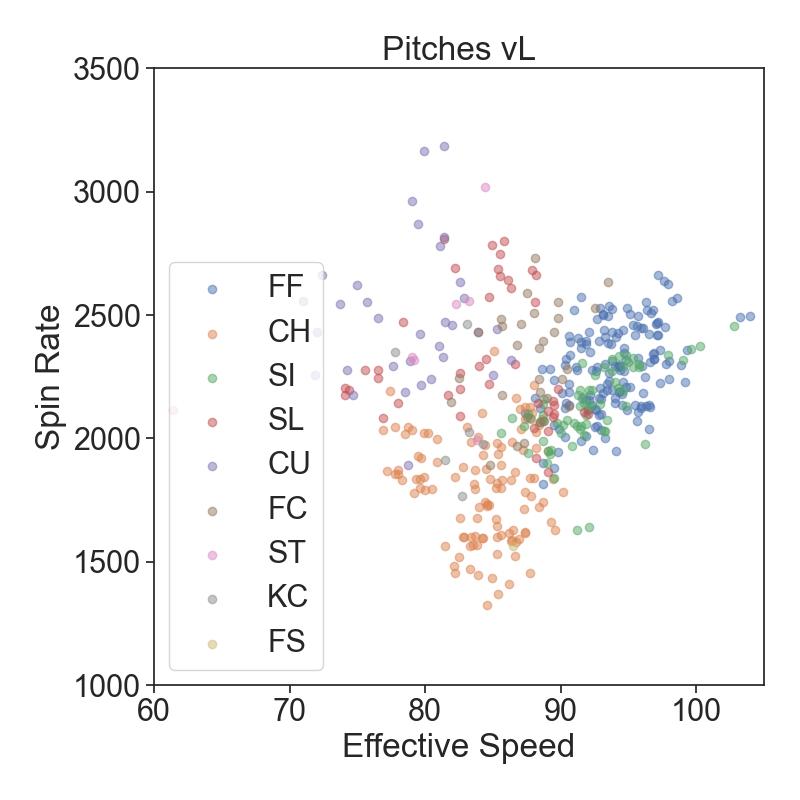 Pitches vL
3500
3000
2500
2000
1500
1000
Spin Rate
FF
CH
SI
SL
CU
FC
ST
KC
FS
60 70 80 90 100
Effective Speed